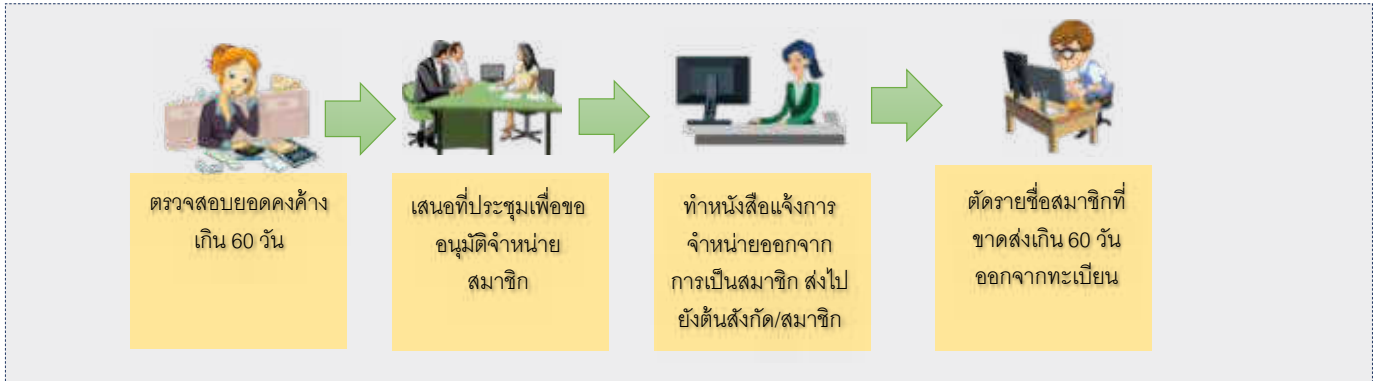 ตรวจสอบยอดคงค้าง
เกิน 60 วัน
เสนอที่ประชุมเพื่อขอ
อนุมัติจำหน่าย
สมาชิก
ทำหนังสือแจ้งการ
จำหน่ายออกจาก
การเป็นสมาชิก ส่งไป
ยังต้นสังกัด/สมาชิก
ตัดรายชื่อสมาชิกที่
ขาดส่งเกิน 60 วัน
ออกจากทะเบียน